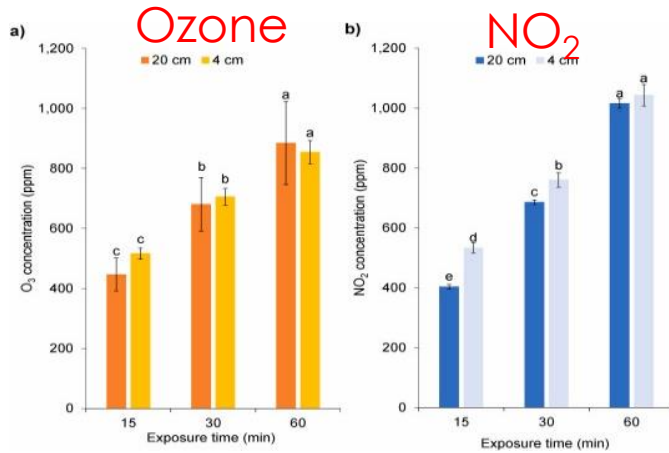 Ozone
a)
20 cm 4 cm
1,200
1,000
800
600
400
200
0
O₃ concentration (ppm)
c c
b b
a a
15 30 60
Exposure time (min)
NO₂
b)
20 cm 4 cm
1,200
1,000
800
600
400
200
0
NO₂ concentration (ppm)
e d
c b
a a
15 30 60
Exposure time (min)